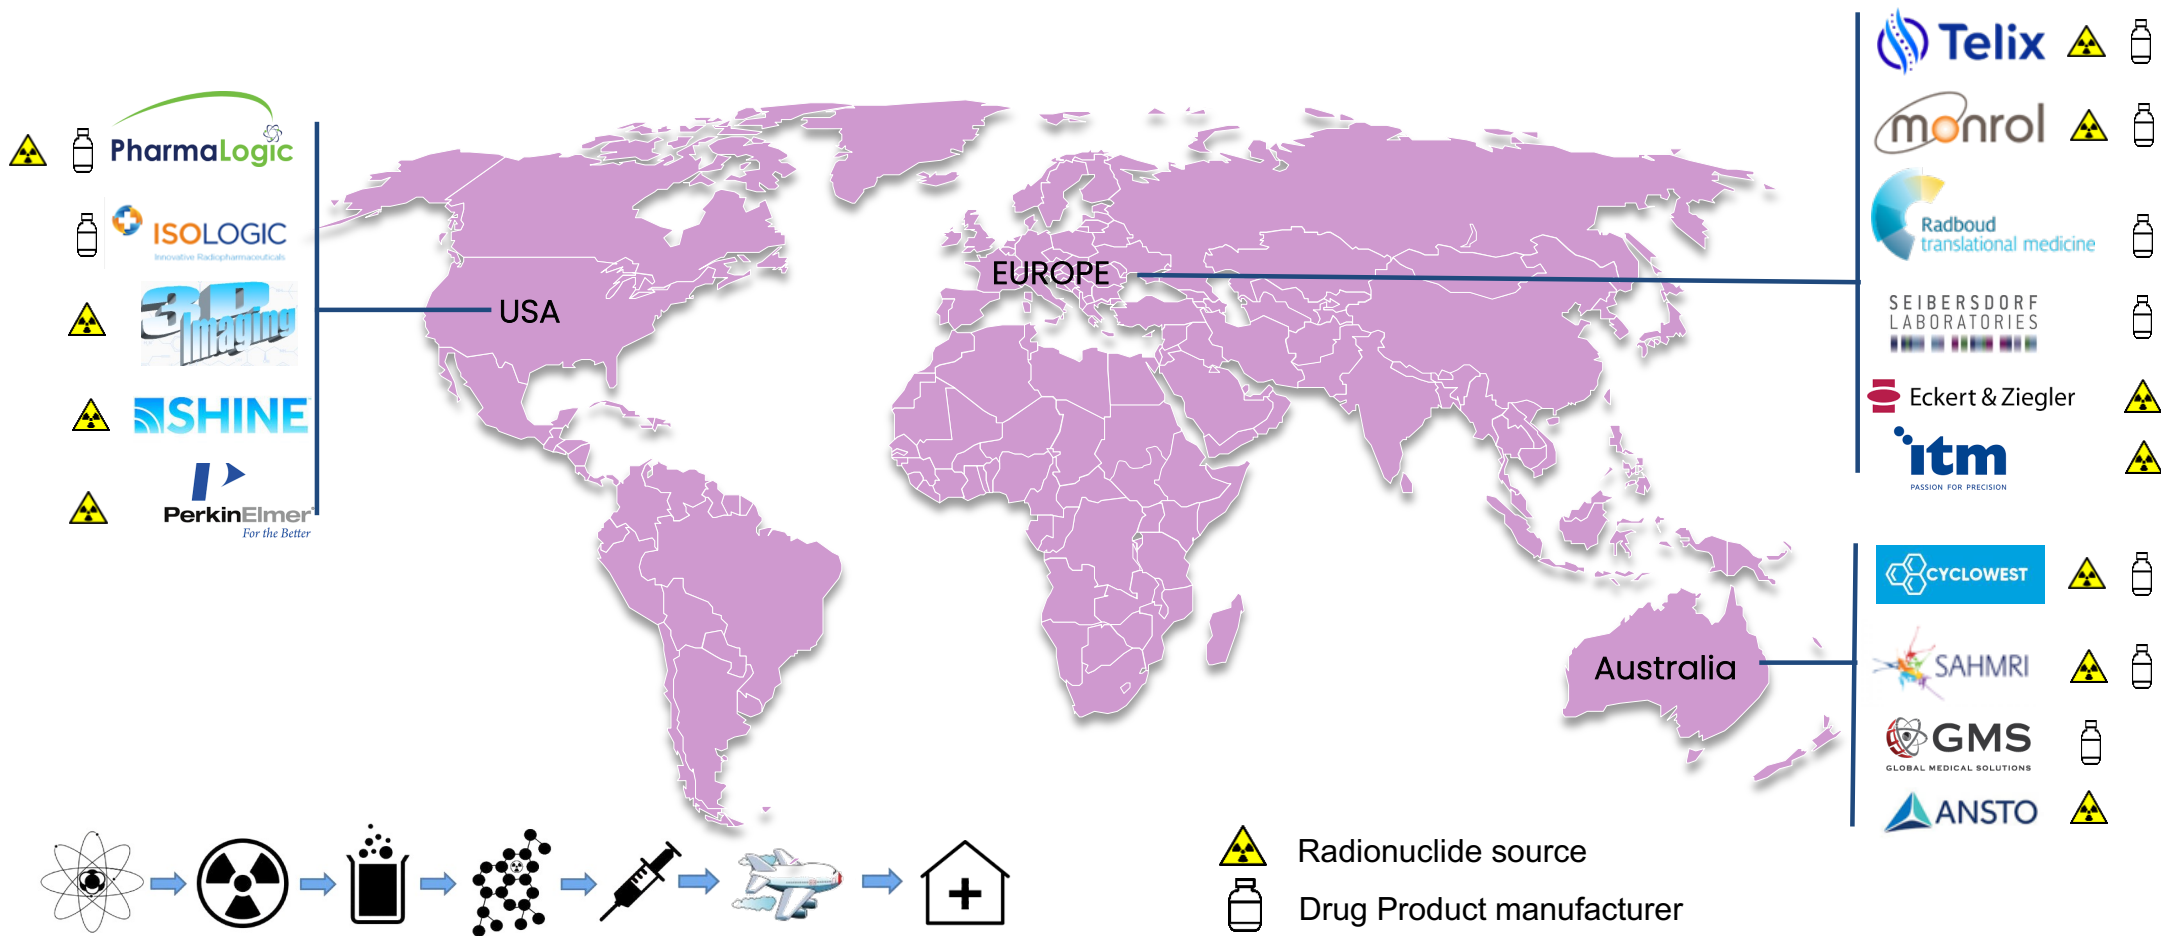 PharmaLogic
ISOLOGIC
Innovative Radiopharmaceuticals
3D
Imaging
SHINE
PerkinElmer
For the Better
USA
EUROPE
Australia
Telix
monrol
Radboud
translational medicine
SEIBERSDORF
LABORATORIES
Eckert & Ziegler
itm
PASSION FOR PRECISION
CYCLOWEST
SAHMRI
GMS
GLOBAL MEDICAL SOLUTIONS
ANSTO
Radionuclide source
Drug Product manufacturer